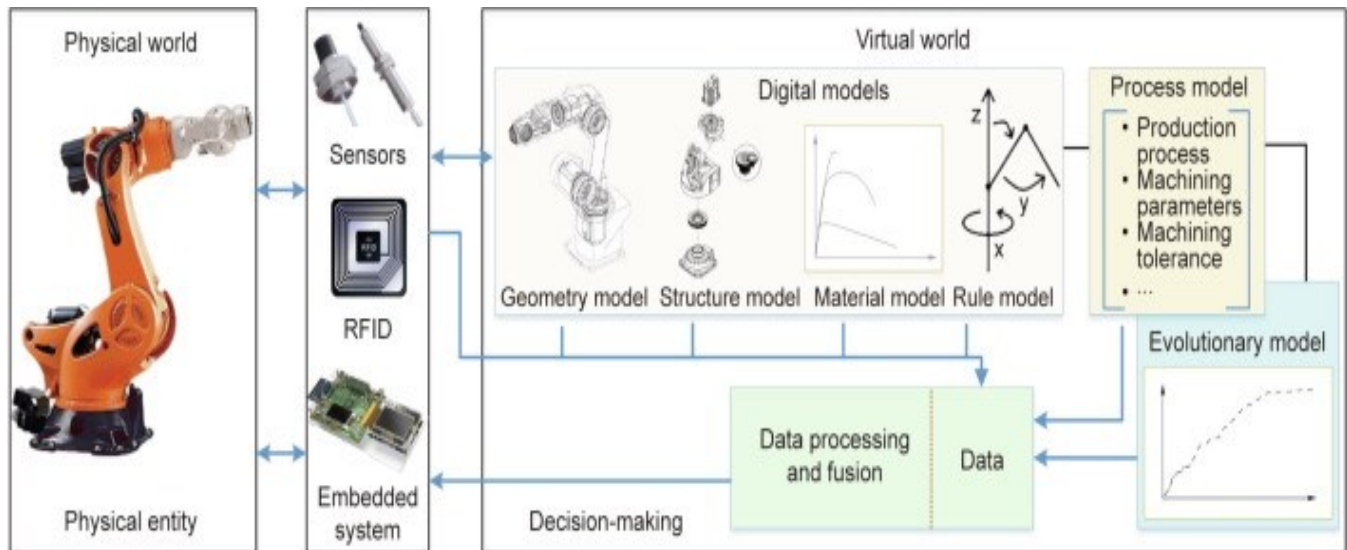 Physical world
Physical entity
Sensors
RFID
RFID
Embedded
system
Virtual world
Digital models
Geometry model
Structure model
Material model
Rule model
z
y
x
Process model
• Production
process
• Machining
parameters
• Machining
tolerance
• ...
Evolutionary model
Data processing
and fusion
Data
Decision-making